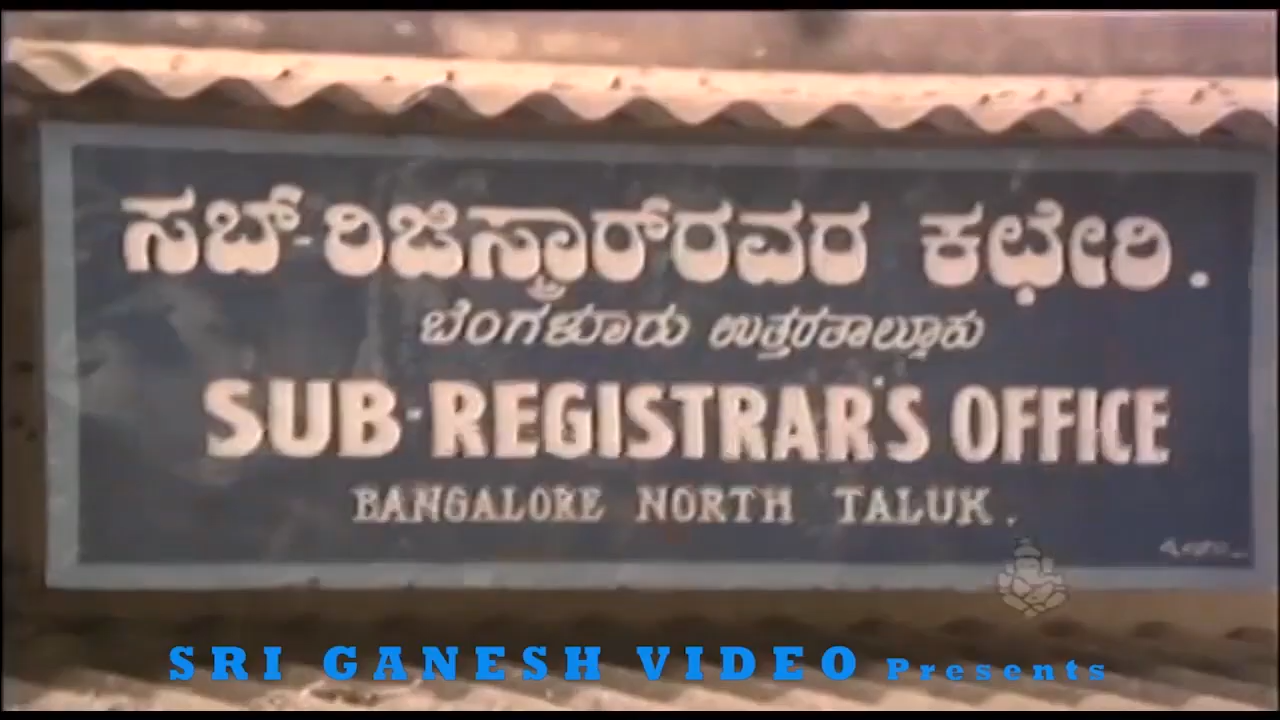 ಸಬ್-ರಿಜಿಸ್ಟ್ರಾರ್‌ರವರ ಕಛೇರಿ.
ಬೆಂಗಳೂರು ಉತ್ತರತಾಲ್ಲೂಕು
SUB-REGISTRAR'S OFFICE
BANGALORE NORTH TALUK.
SRI GANESH VIDEO Presents